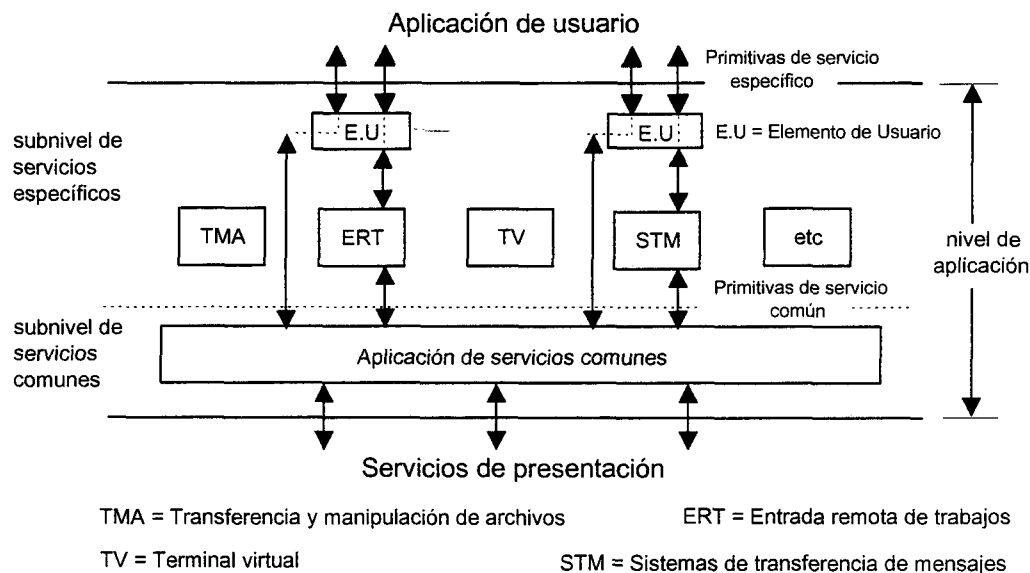 Aplicación de usuario
Primitivas de servicio
específico
E.U
E.U
E.U = Elemento de Usuario
subnivel de
servicios
específicos
TMA
ERT
TV
STM
etc
nivel de
aplicación
Primitivas de servicio
común
subnivel de
servicios
comunes
Aplicación de servicios comunes
Servicios de presentación
TMA = Transferencia y manipulación de archivos
ERT = Entrada remota de trabajos
TV = Terminal virtual
STM = Sistemas de transferencia de mensajes